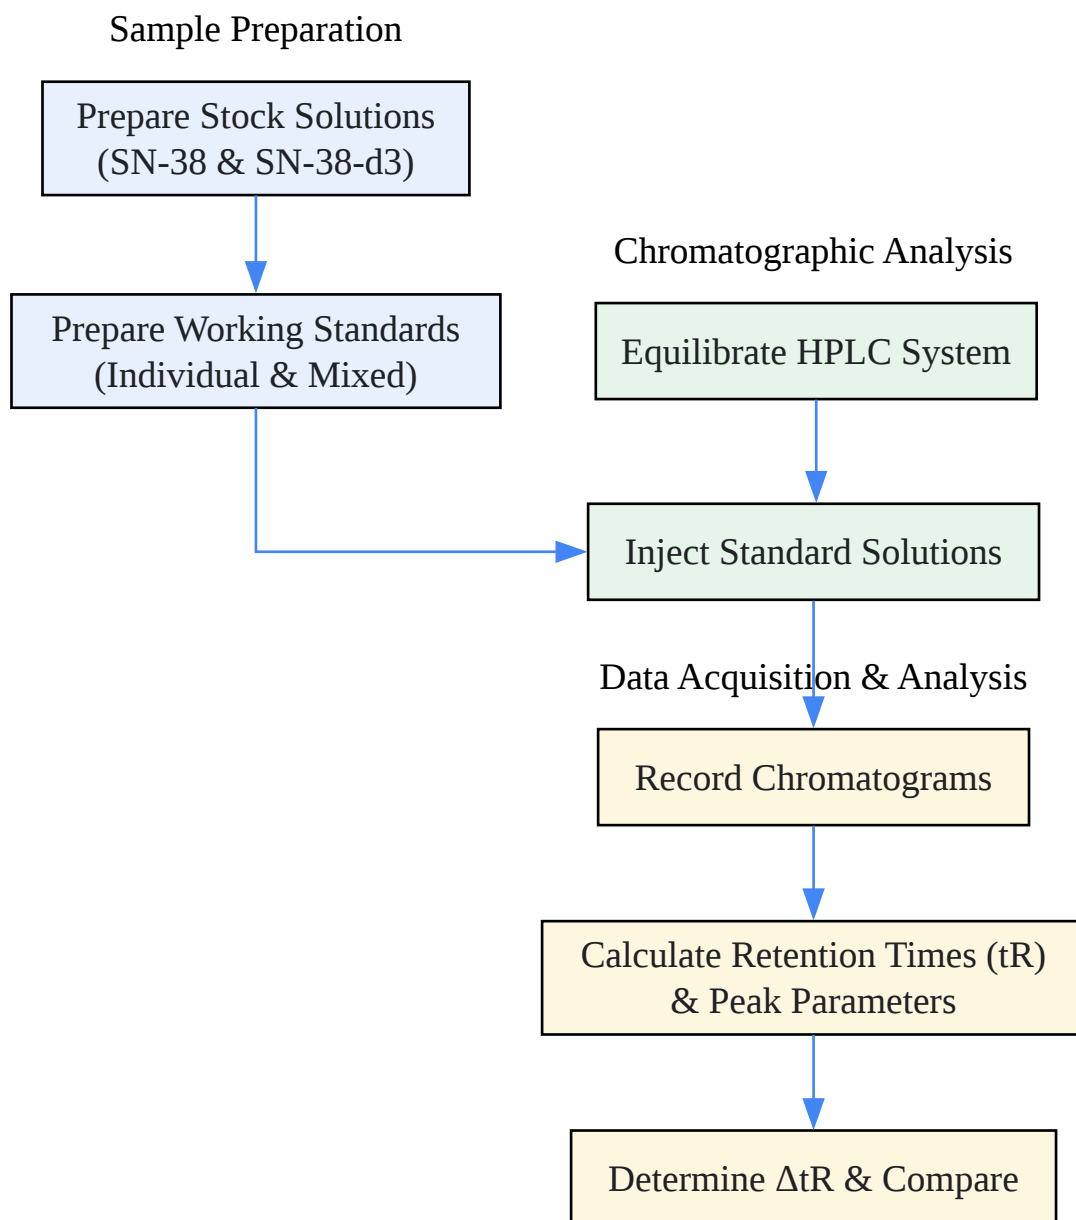 Sample Preparation
Prepare Stock Solutions
(SN-38 & SN-38-d3)
Prepare Working Standards
(Individual & Mixed)
Chromatographic Analysis
Equilibrate HPLC System
Inject Standard Solutions
Data Acquisition & Analysis
Record Chromatograms
Calculate Retention Times (tR)
& Peak Parameters
Determine ΔtR & Compare